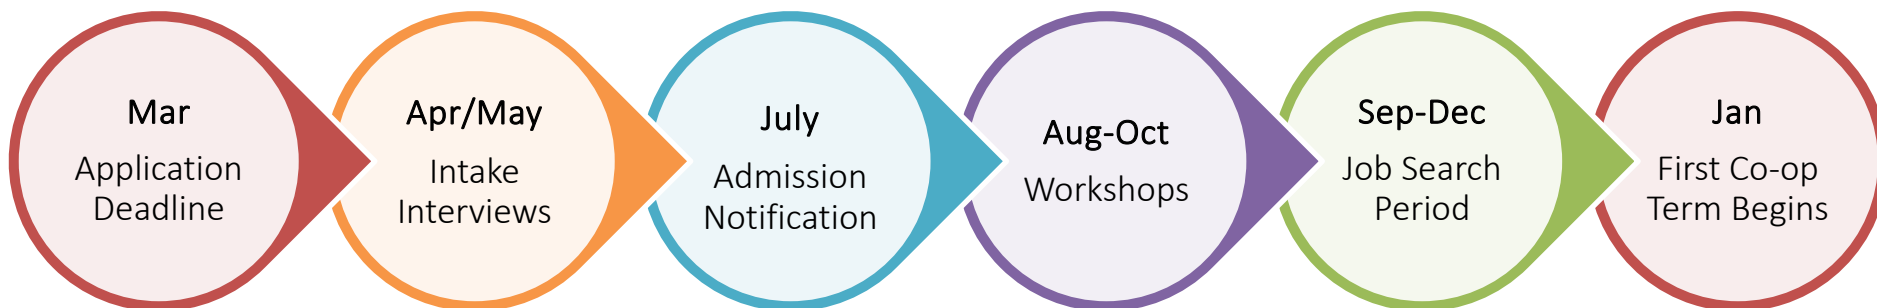 Mar
Application
Deadline
Apr/May
Intake
Interviews
July
Admission
Notification
Aug-Oct
Workshops
Sep-Dec
Job Search
Period
Jan
First Co-op
Term Begins